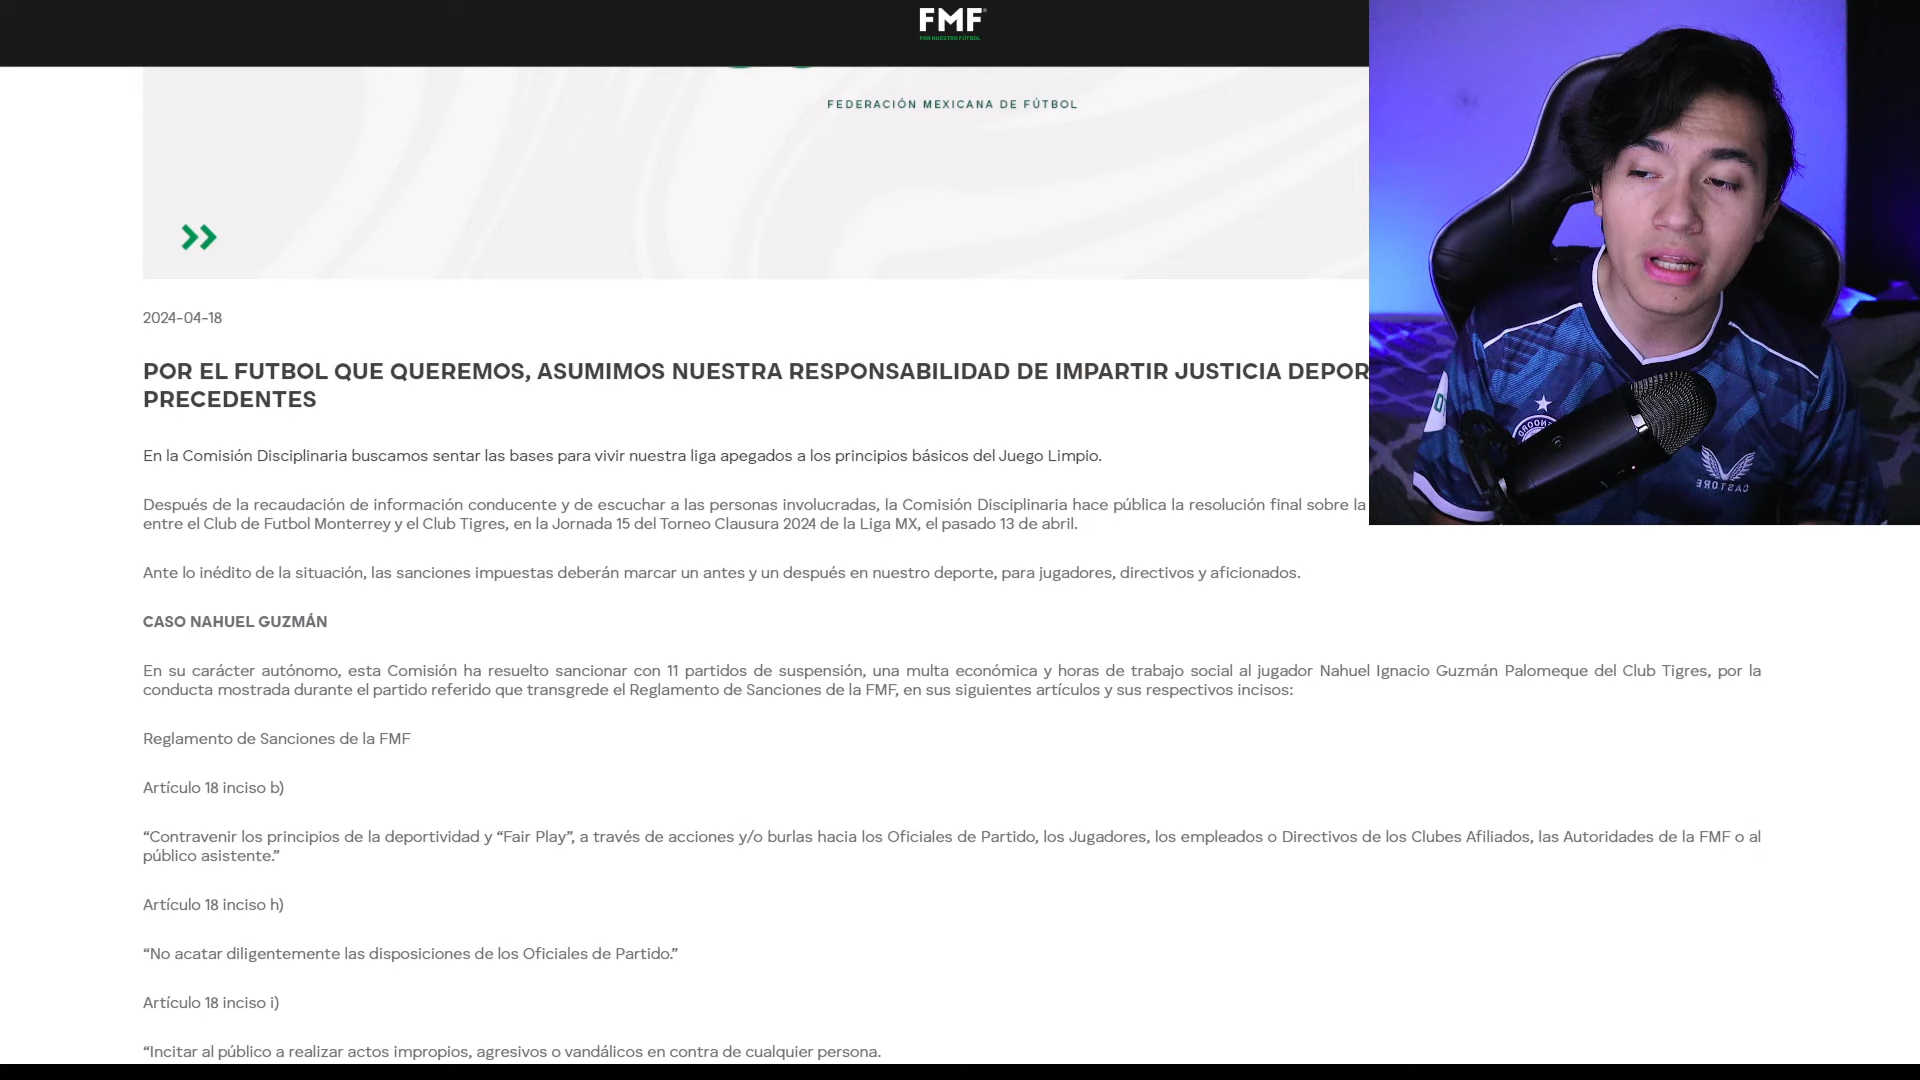 FMF
POR NUESTRO FÚTBOL
FEDERACIÓN MEXICANA DE FÚTBOL
2024-04-18
POR EL FUTBOL QUE QUEREMOS, ASUMIMOS NUESTRA RESPONSABILIDAD DE IMPARTIR JUSTICIA DEPOR
PRECEDENTES
En la Comisión Disciplinaria buscamos sentar las bases para vivir nuestra liga apegados a los principios básicos del Juego Limpio.
Después de la recaudación de información conducente y de escuchar a las personas involucradas, la Comisión Disciplinaria hace pública la resolución final sobre la
entre el Club de Futbol Monterrey y el Club Tigres, en la Jornada 15 del Torneo Clausura 2024 de la Liga MX, el pasado 13 de abril.
Ante lo inédito de la situación, las sanciones impuestas deberán marcar un antes y un después en nuestro deporte, para jugadores, directivos y aficionados.
CASO NAHUEL GUZMÁN
En su carácter autónomo, esta Comisión ha resuelto sancionar con 11 partidos de suspensión, una multa económica y horas de trabajo social al jugador Nahuel Ignacio Guzmán Palomeque del Club Tigres, por la
conducta mostrada durante el partido referido que transgrede el Reglamento de Sanciones de la FMF, en sus siguientes artículos y sus respectivos incisos:
Reglamento de Sanciones de la FMF
Artículo 18 inciso b)
“Contravenir los principios de la deportividad y “Fair Play”, a través de acciones y/o burlas hacia los Oficiales de Partido, los Jugadores, los empleados o Directivos de los Clubes Afiliados, las Autoridades de la FMF o al
público asistente.”
Artículo 18 inciso h)
“No acatar diligentemente las disposiciones de los Oficiales de Partido.”
Artículo 18 inciso i)
“Incitar al público a realizar actos impropios, agresivos o vandálicos en contra de cualquier persona.
CASTORE